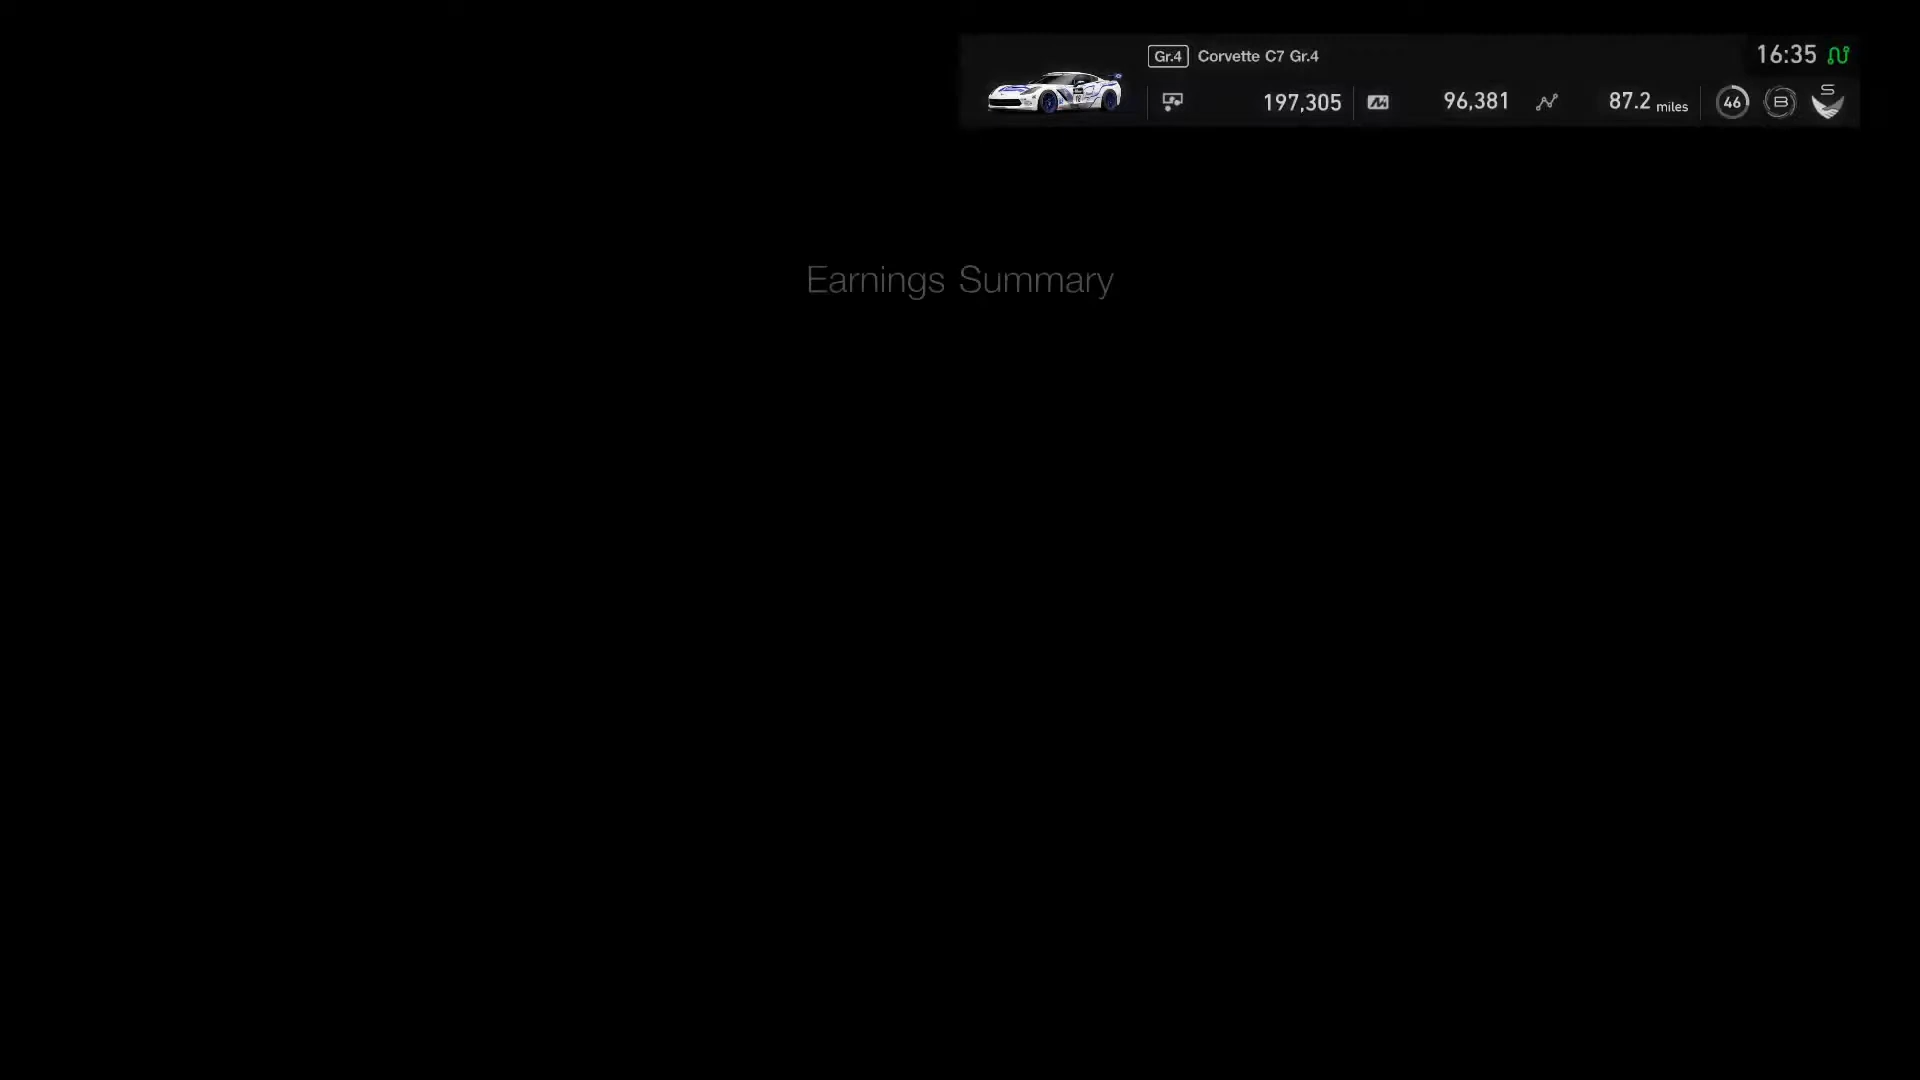 Gr.4 Corvette C7 Gr.4 16:35
197,305 96,381 87.2 miles 46 B S
Earnings Summary